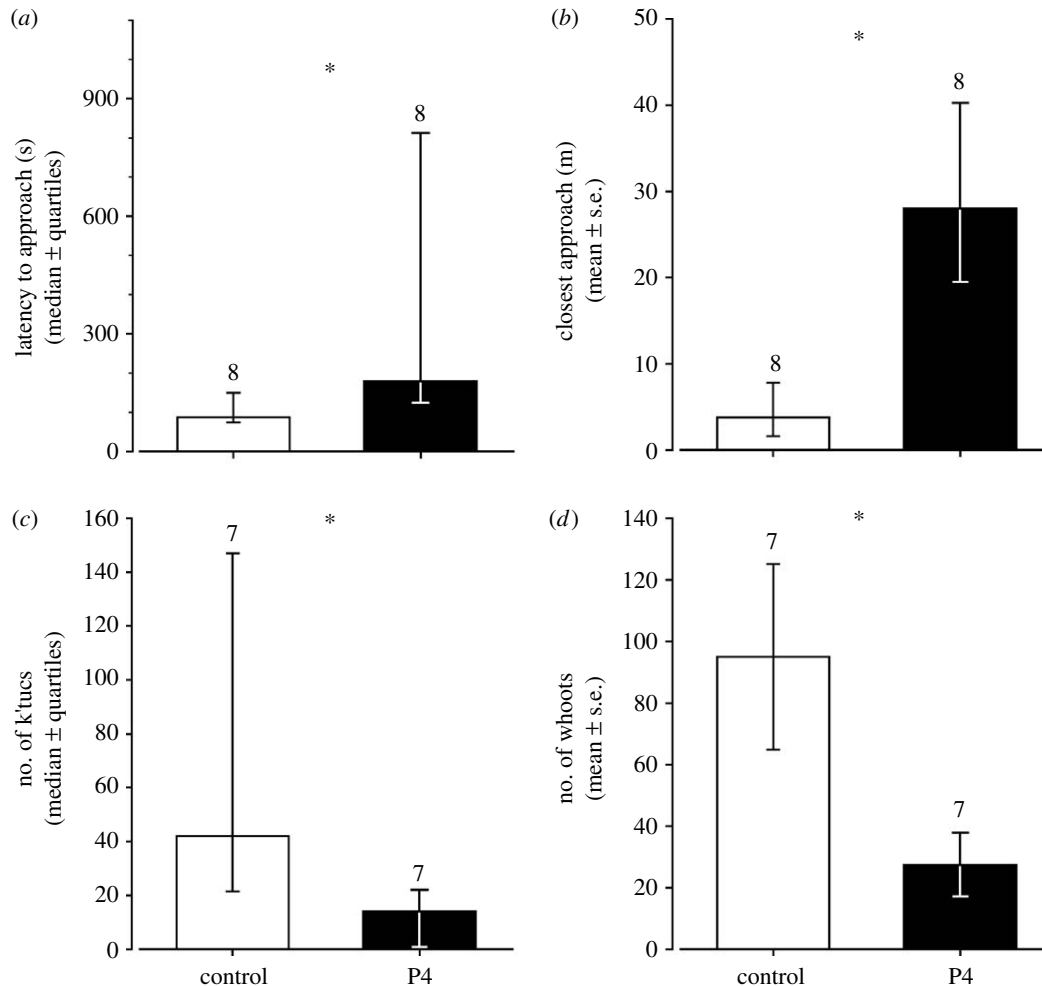 (a)
*
8
8
900
600
300
0
latency to approach (s)
(median ± quartiles)
(b)
*
8
8
50
40
30
20
10
0
closest approach (m)
(mean ± s.e.)
(c)
*
7
7
160
140
120
100
80
60
40
20
0
no. of k'tucs
(median ± quartiles)
control
P4
(d)
*
7
7
140
120
100
80
60
40
20
0
no. of whoots
(mean ± s.e.)
control
P4